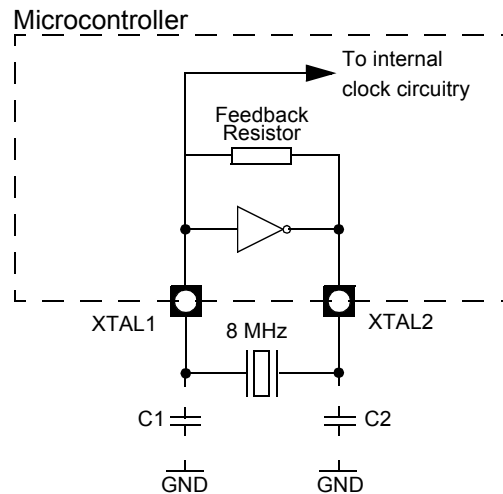 Microcontroller
To internal
clock circuitry
Feedback
Resistor
XTAL1
XTAL2
8 MHz
C1
C2
GND
GND